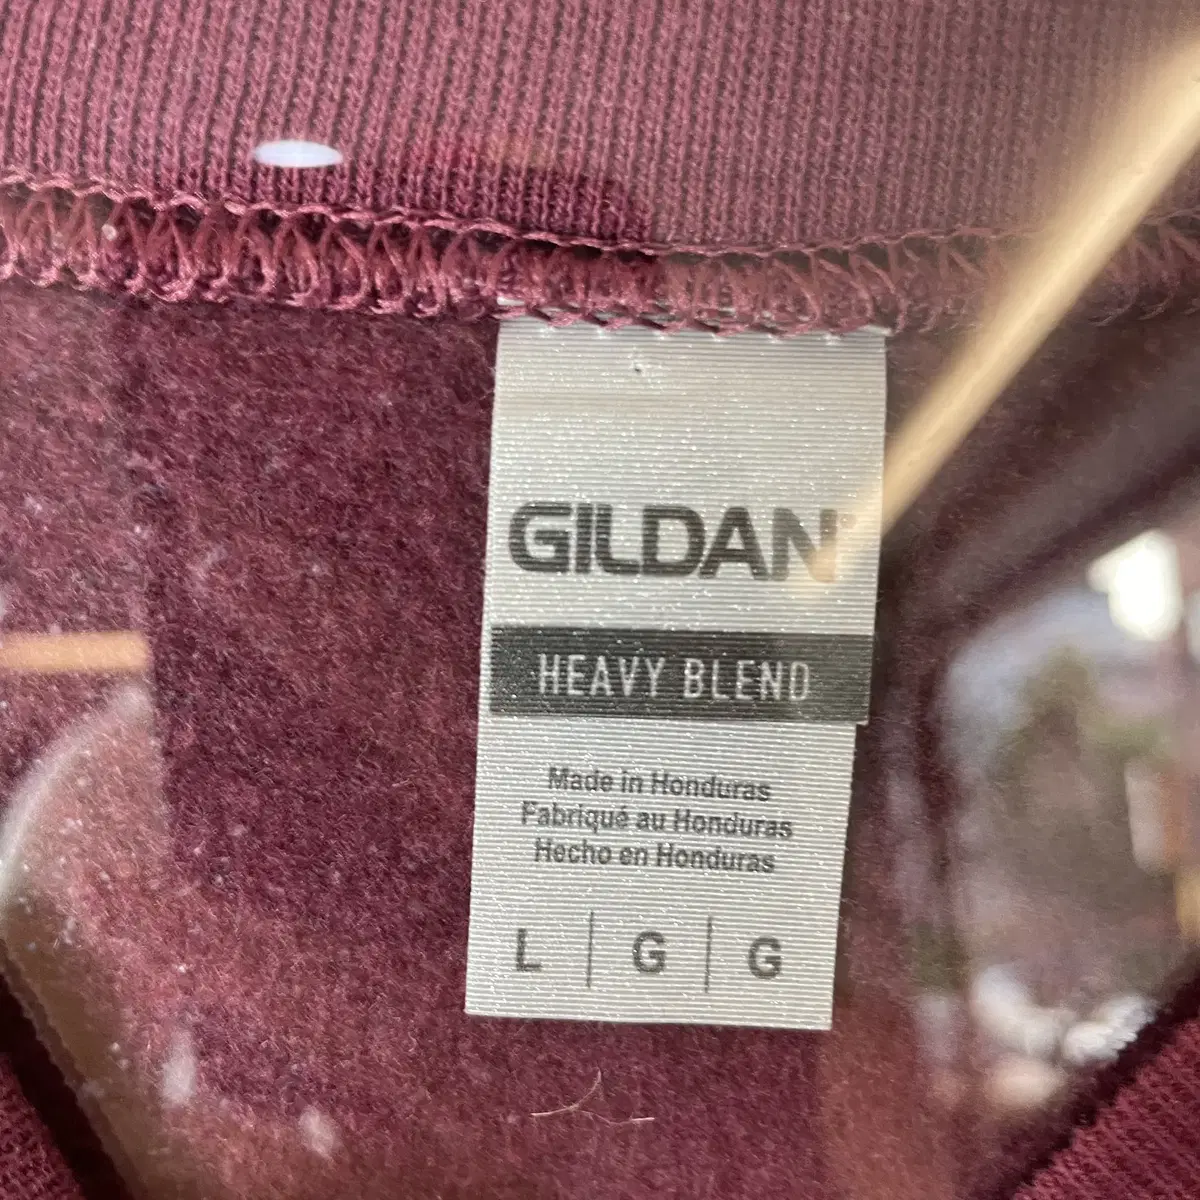 GILDAN®
HEAVY BLEND
Made in Honduras
Fabriqué au Honduras
Hecho en Honduras
L | G | G